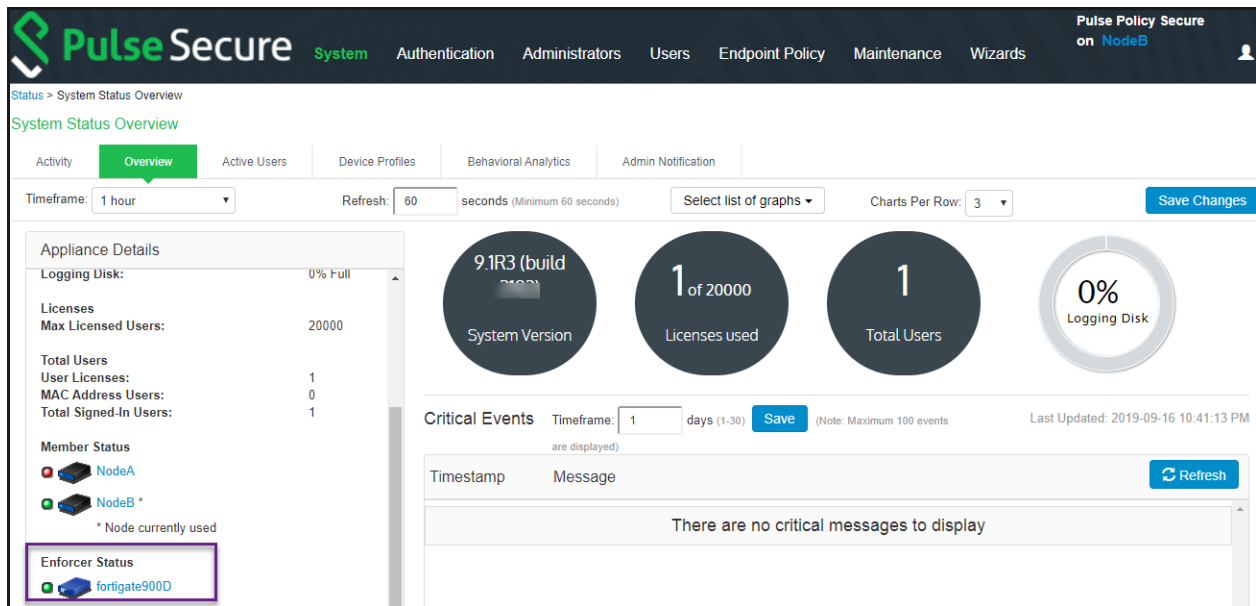 Pulse Secure
System Authentication Administrators Users Endpoint Policy Maintenance Wizards
Pulse Policy Secure
on NodeB
Status > System Status Overview
System Status Overview
Activity Overview Active Users Device Profiles Behavioral Analytics Admin Notification
Timeframe: 1 hour Refresh: 60 seconds (Minimum 60 seconds) Select list of graphs Charts Per Row: 3 Save Changes
Appliance Details
Logging Disk: 0% Full
Licenses
Max Licensed Users: 20000
Total Users
User Licenses: 1
MAC Address Users: 0
Total Signed-In Users: 1
Member Status
NodeA
NodeB *
* Node currently used
Enforcer Status
fortigate900D
9.1R3 (build
System Version
1 of 20000
Licenses used
1
Total Users
0%
Logging Disk
Critical Events Timeframe: 1 days (1-30) Save (Note: Maximum 100 events
are displayed)
Last Updated: 2019-09-16 10:41:13 PM
Timestamp Message Refresh
There are no critical messages to display